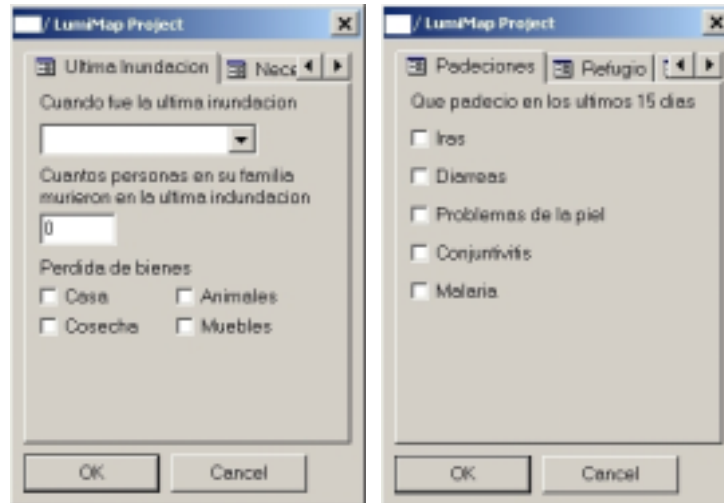 / LumiMap Project
Ultima Inundacion
Nece
Cuando fue la ultima inundacion
Cuantos personas en su familia
murieron en la ultima indundacion
0
Perdida de bienes
Casa Animales
Cosecha Muebles
OK Cancel
/ LumiMap Project
Padeciones Refugio
Que padecio en los ultimos 15 dias
Iras
Diarreas
Problemas de la piel
Conjuntivitis
Malaria
OK Cancel